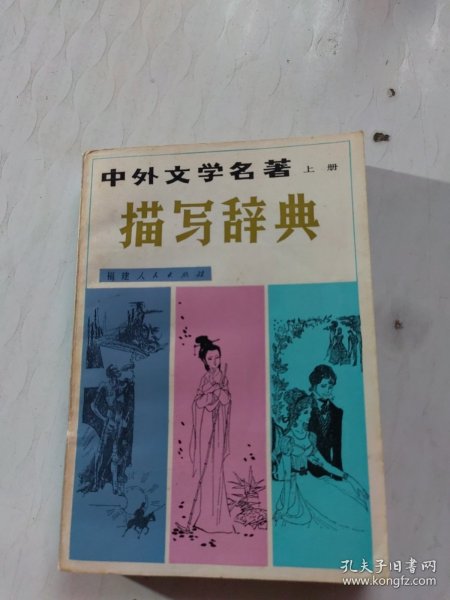 中外文学名著 上册
描写辞典
福建人民出版社
孔夫子旧书网
www.kongfz.com